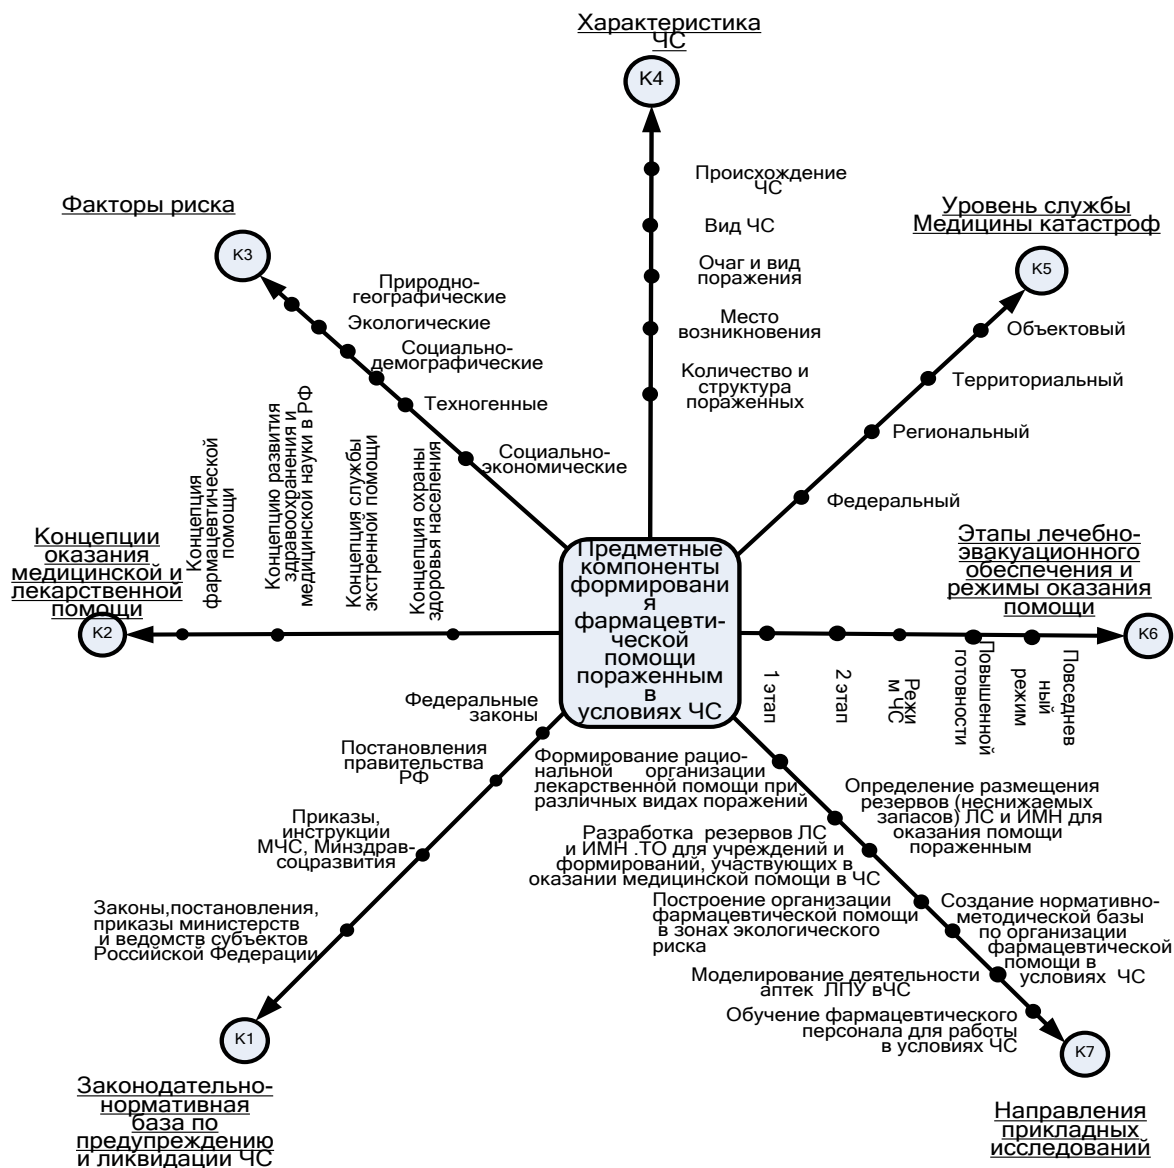 Характеристика
ЧС
К4
Происхождение
ЧС
Вид ЧС
Очаг и вид
поражения
Место
возникновения
Количество и
структура
пораженных
Факторы риска
К3
Природно-
географические
Экологические
Социально-
демографические
Техногенные
Социально-
экономические
Уровень службы
Медицины катастроф
К5
Объектовый
Территориальный
Региональный
Федеральный
Концепции
оказания
медицинской и
лекарственной
помощи
К2
Концепция
фармацевтической
помощи
Концепцию развития
здравоохранения и
медицинской науки в РФ
Концепция службы
экстренной помощи
Концепция охраны
здоровья населения
Предметные
компоненты
формировани
я
фармацевти-
ческой
помощи
пораженным
в
условиях ЧС
Этапы лечебно-
эвакуационного
обеспечения и
режимы оказания
помощи
К6
1 этап
2 этап
Режи
м ЧС
Повышенной
готовности
Повседнев
ный
режим
Федеральные
законы
Постановления
правительства
РФ
Приказы,
инструкции
МЧС, Минздрав-
соцразвития
Законы,постановления,
приказы министерств
и ведомств субъектов
Российской Федерации
К1
Законодательно-
нормативная
база по
предупреждению
и ликвидации ЧС
Формирование рацио-
нальной организации
лекарственной помощи при
различных видах поражений
Определение размещения
резервов (неснижаемых
запасов) ЛС и ИМН для
оказания помощи
пораженным
Разработка резервов ЛС
и ИМН .ТО для учреждений и
формирований, участвующих в
оказании медицинской помощи в ЧС
Построение организации
фармацевтической помощи
в зонах экологического
риска
Создание нормативно-
методической базы
по организации
фармацевтической
помощи в
условиях ЧС
Моделирование деятельности
аптек ЛПУ вЧС
Обучение фармацевтического
персонала для работы
в условиях ЧС
К7
Направления
прикладных
исследований